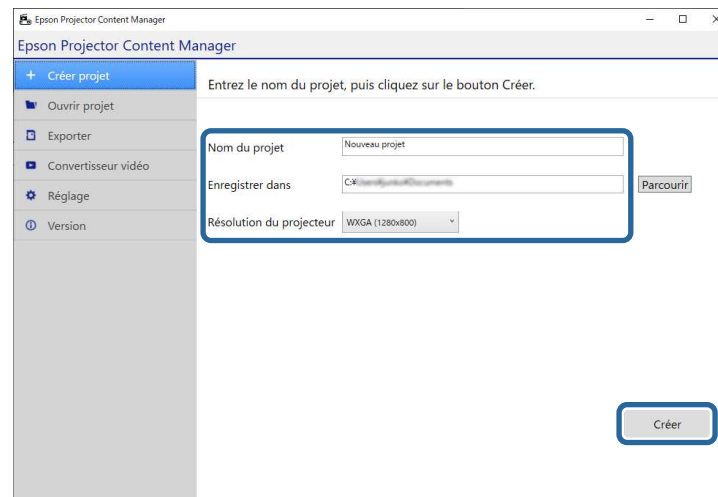 Epson Projector Content Manager
Epson Projector Content Manager
+ Créer projet
Ouvrir projet
Exporter
Convertisseur vidéo
Réglage
Version
Entrez le nom du projet, puis cliquez sur le bouton Créer.
Nom du projet Nouveau projet
Enregistrer dans C:¥ Parcourir
Résolution du projecteur WXGA (1280x800)
Créer